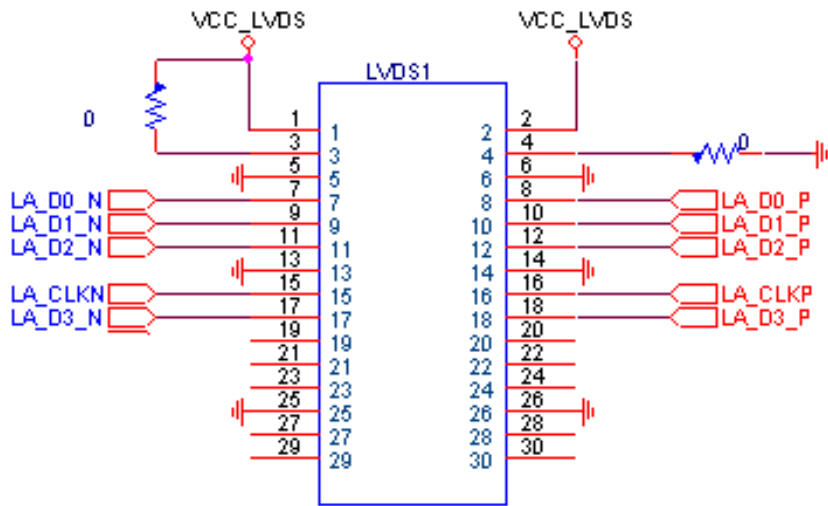 VCC_LVDS VCC_LVDS
LVDS1
0
1 1 2 2
3 3 4 4 0
5 5 6 6
LA_D0_N 7 7 8 8 LA_D0_P
LA_D1_N 9 9 10 10 LA_D1_P
LA_D2_N 11 11 12 12 LA_D2_P
13 13 14 14
LA_CLKN 15 15 16 16 LA_CLKP
LA_D3_N 17 17 18 18 LA_D3_P
19 19 20 20
21 21 22 22
23 23 24 24
25 25 26 26
27 27 28 28
29 29 30 30